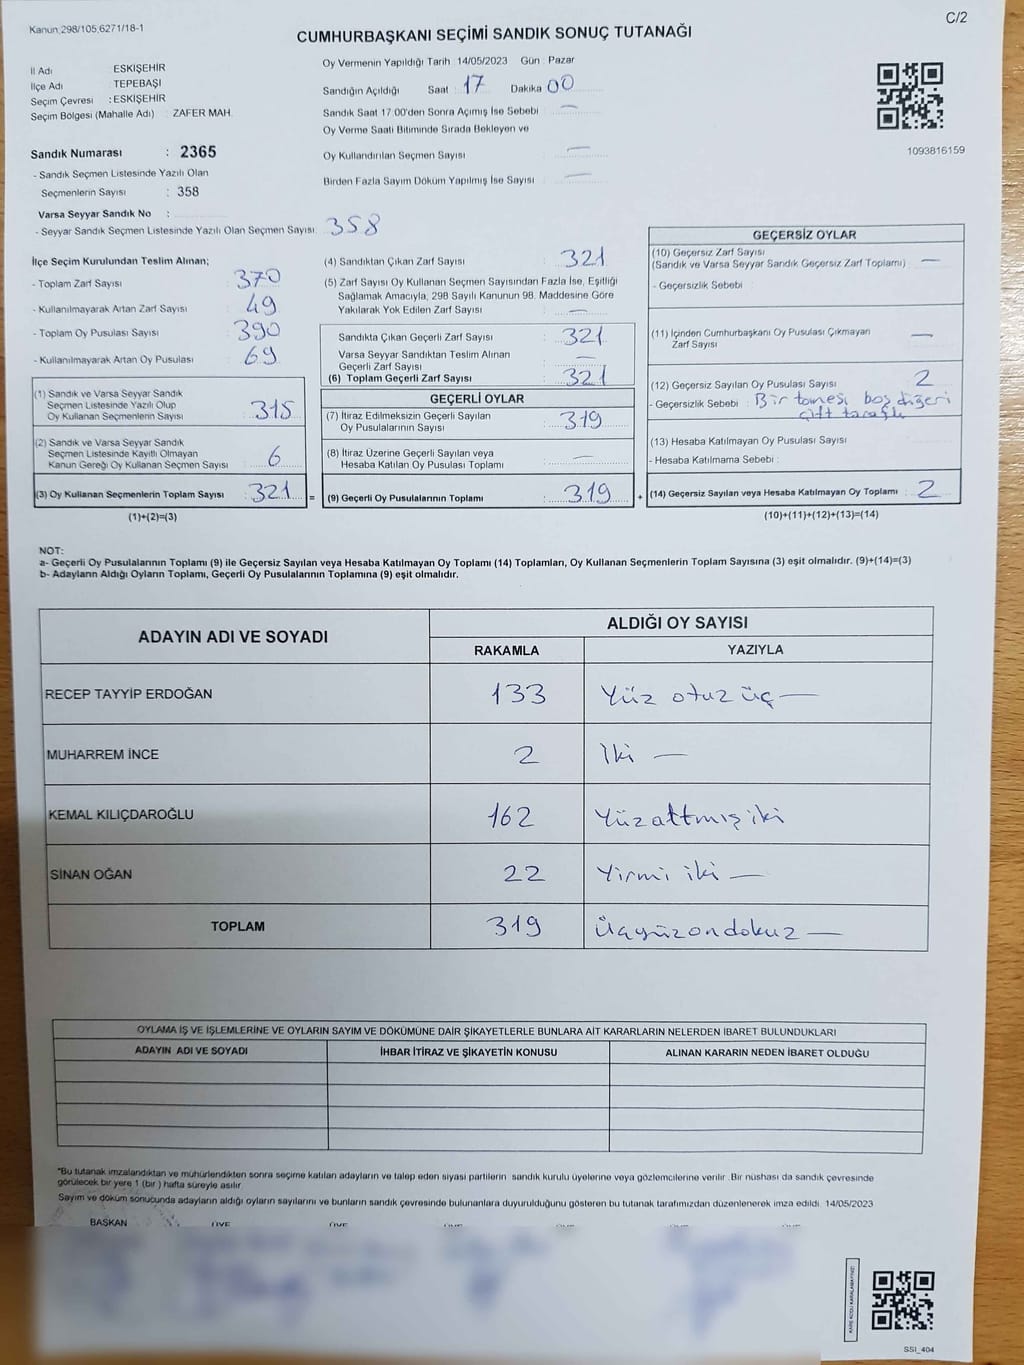 Kanun 298/105,6271/18-1
C/2
CUMHURBAŞKANI SEÇİMİ SANDIK SONUÇ TUTANAĞI
İl Adı : ESKİŞEHİR
İlçe Adı : TEPEBAŞI
Seçim Çevresi : ESKİŞEHİR
Seçim Bölgesi (Mahalle Adı) : ZAFER MAH.
Sandık Numarası : 2365
- Sandık Seçmen Listesinde Yazılı Olan
Seçmenlerin Sayısı : 358
Varsa Seyyar Sandık No :
- Seyyar Sandık Seçmen Listesinde Yazılı Olan Seçmen Sayısı: 358
Oy Vermenin Yapıldığı Tarih 14/05/2023 Gün : Pazar
Sandığın Açıldığı Saat : 17 Dakika 00
Sandık Saat 17.00'den Sonra Açımış İse Sebebi : —
Oy Verme Saati Bitiminde Sırada Bekleyen ve
Oy Kullandırılan Seçmen Sayısı : —
Birden Fazla Sayım Döküm Yapılmış İse Sayısı : —
1093816159
İlçe Seçim Kurulundan Teslim Alınan;
- Toplam Zarf Sayısı : 370
- Kullanılmayarak Artan Zarf Sayısı : 49
- Toplam Oy Pusulası Sayısı : 390
- Kullanılmayarak Artan Oy Pusulası : 69
(1) Sandık ve Varsa Seyyar Sandık
Seçmen Listesinde Yazılı Olup
Oy Kullanan Seçmenlerin Sayısı : 315
(2) Sandık ve Varsa Seyyar Sandık
Seçmen Listesinde Kayıtlı Olmayan
Kanun Gereği Oy Kullanan Seçmen Sayısı : 6
(3) Oy Kullanan Seçmenlerin Toplam Sayısı : 321 =
(1)+(2)=(3)
(4) Sandıktan Çıkan Zarf Sayısı : 321
(5) Zarf Sayısı Oy Kullanan Seçmen Sayısından Fazla İse, Eşitliği
Sağlamak Amacıyla, 298 Sayılı Kanunun 98. Maddesine Göre
Yakılarak Yok Edilen Zarf Sayısı : —
Sandıkta Çıkan Geçerli Zarf Sayısı : 321
Varsa Seyyar Sandıktan Teslim Alınan
Geçerli Zarf Sayısı : —
(6) Toplam Geçerli Zarf Sayısı : 321
GEÇERLİ OYLAR
(7) İtiraz Edilmeksizin Geçerli Sayılan
Oy Pusulalarının Sayısı : 319
(8) İtiraz Üzerine Geçerli Sayılan veya
Hesaba Katılan Oy Pusulası Toplamı : —
(9) Geçerli Oy Pusulalarının Toplamı : 319 +
GEÇERSİZ OYLAR
(10) Geçersiz Zarf Sayısı
(Sandık ve Varsa Seyyar Sandık Geçersiz Zarf Toplamı) : —
- Geçersizlik Sebebi :
(11) İçinden Cumhurbaşkanı Oy Pusulası Çıkmayan
Zarf Sayısı : —
(12) Geçersiz Sayılan Oy Pusulası Sayısı : 2
- Geçersizlik Sebebi : Bir tanesi boş diğeri
çift taraflı
(13) Hesaba Katılmayan Oy Pusulası Sayısı :
- Hesaba Katılmama Sebebi :
(14) Geçersiz Sayılan veya Hesaba Katılmayan Oy Toplamı : 2
(10)+(11)+(12)+(13)=(14)
NOT:
a- Geçerli Oy Pusulalarının Toplamı (9) ile Geçersiz Sayılan veya Hesaba Katılmayan Oy Toplamı (14) Toplamları, Oy Kullanan Seçmenlerin Toplam Sayısına (3) eşit olmalıdır. (9)+(14)=(3)
b- Adayların Aldığı Oyların Toplamı, Geçerli Oy Pusulalarının Toplamına (9) eşit olmalıdır.
ADAYIN ADI VE SOYADI
ALDIĞI OY SAYISI
RAKAMLA YAZIYLA
RECEP TAYYİP ERDOĞAN 133 Yüz otuz üç —
MUHARREM İNCE 2 İki —
KEMAL KILIÇDAROĞLU 162 Yüzaltmışiki
SİNAN OĞAN 22 Yirmi iki —
TOPLAM 319 Üçyüzondokuz —
OYLAMA İŞ VE İŞLEMLERİNE VE OYLARIN SAYIM VE DÖKÜMÜNE DAİR ŞİKAYETLERLE BUNLARA AİT KARARLARIN NELERDEN İBARET BULUNDUKLARI
ADAYIN ADI VE SOYADI İHBAR İTİRAZ VE ŞİKAYETİN KONUSU ALINAN KARARIN NEDEN İBARET OLDUĞU
*Bu tutanak imzalandıktan ve mühürlendikten sonra seçime katılan adayların ve talep eden siyasi partilerin sandık kurulu üyelerine veya gözlemcilerine verilir. Bir nüshası da sandık çevresinde
görülecek bir yere 1 (bir) hafta süreyle asılır
Sayım ve döküm sonucunda adayların aldığı oyların sayılarını ve bunların sandık çevresinde bulunanlara duyurulduğunu gösteren bu tutanak tarafımızdan düzenlenerek imza edildi. 14/05/2023
BAŞKAN ÜYE ÜYE
KARE KODU KARALAMAYINIZ!
SSİ_404